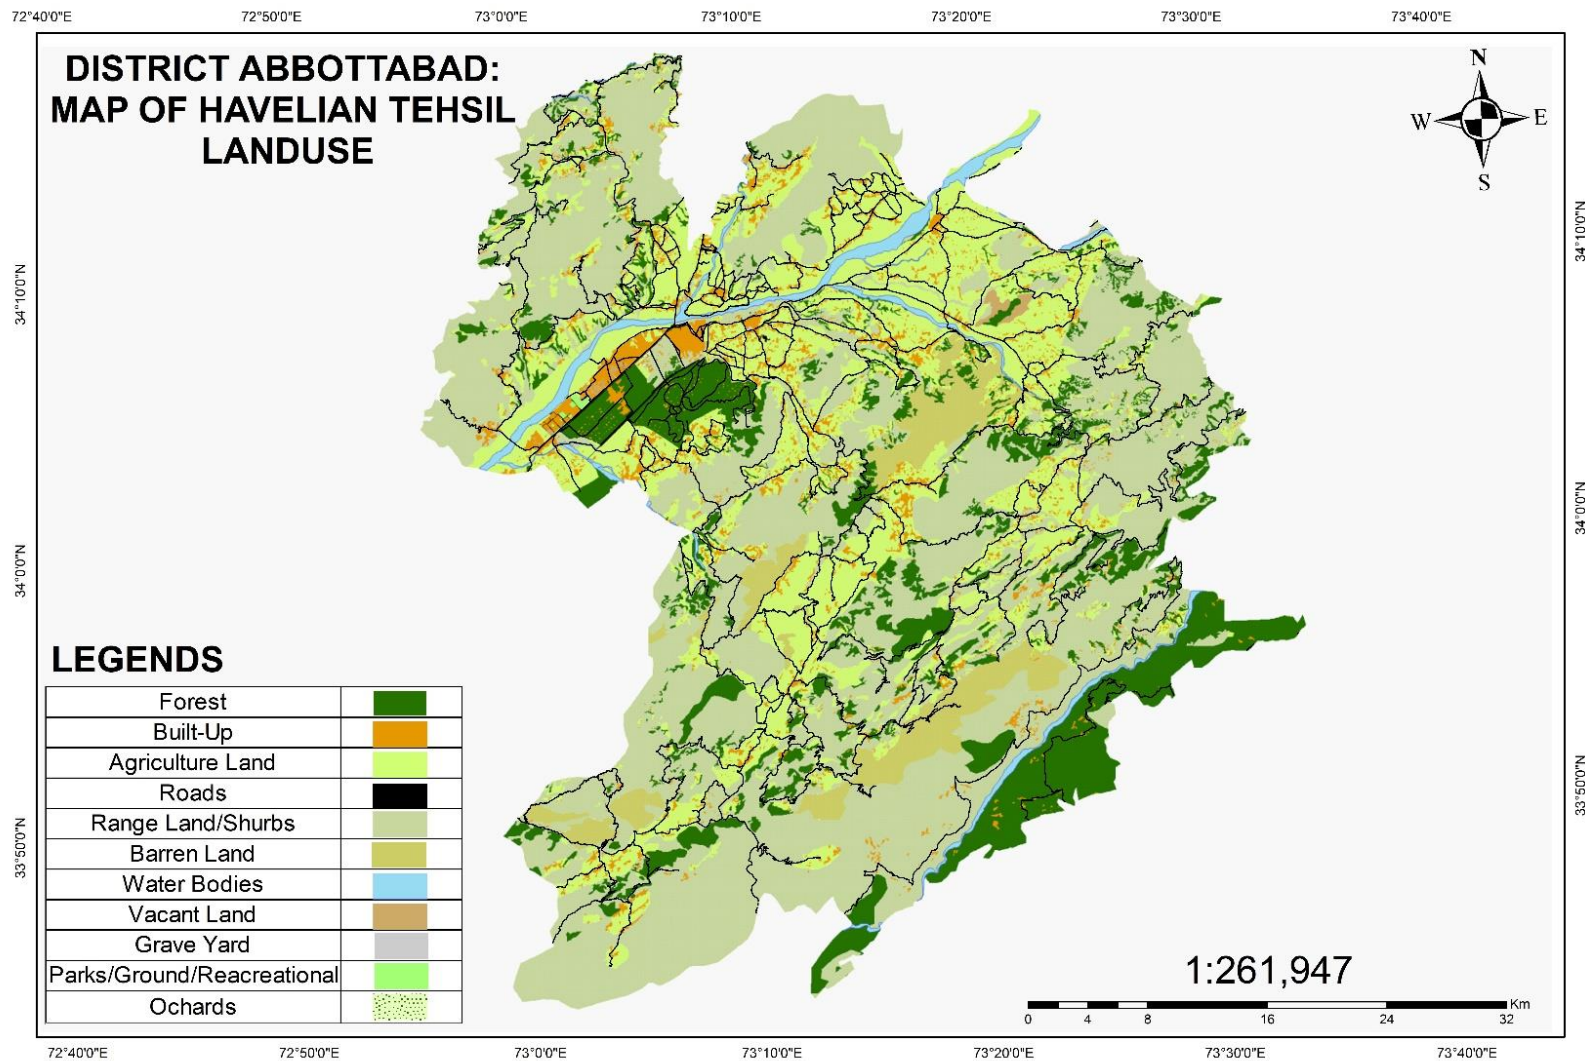 72°40'0"E 72°50'0"E 73°0'0"E 73°10'0"E 73°20'0"E 73°30'0"E 73°40'0"E
DISTRICT ABBOTTABAD:
MAP OF HAVELIAN TEHSIL
LANDUSE
N
W E
S
34°10'0"N
34°0'0"N
33°50'0"N
34°10'0"N
34°0'0"N
33°50'0"N
LEGENDS
Forest
Built-Up
Agriculture Land
Roads
Range Land/Shurbs
Barren Land
Water Bodies
Vacant Land
Grave Yard
Parks/Ground/Reacreational
Ochards
1:261,947
Km
0 4 8 16 24 32
72°40'0"E 72°50'0"E 73°0'0"E 73°10'0"E 73°20'0"E 73°30'0"E 73°40'0"E